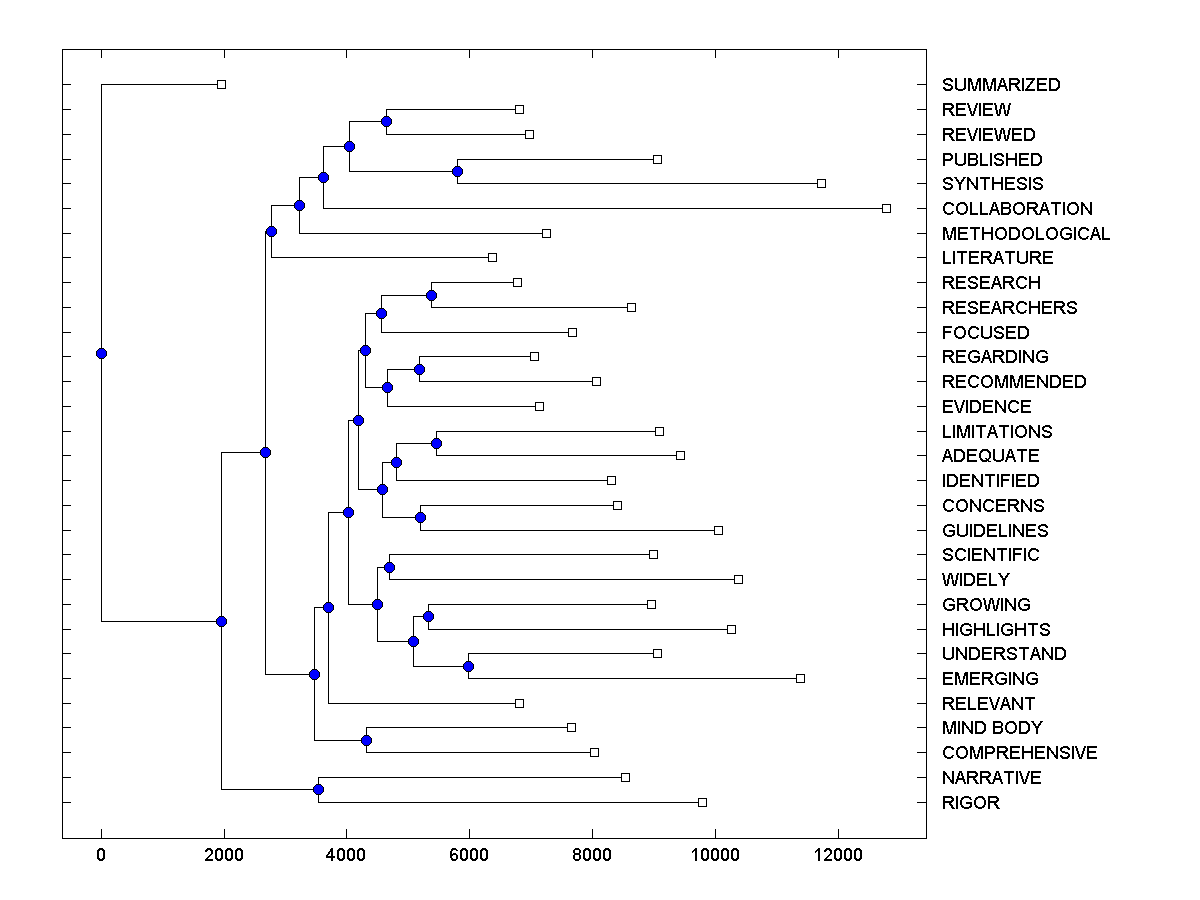 SUMMARIZED
REVIEW
REVIEWED
PUBLISHED
SYNTHESIS
COLLABORATION
METHODOLOGICAL
LITERATURE
RESEARCH
RESEARCHERS
FOCUSED
REGARDING
RECOMMENDED
EVIDENCE
LIMITATIONS
ADEQUATE
IDENTIFIED
CONCERNS
GUIDELINES
SCIENTIFIC
WIDELY
GROWING
HIGHLIGHTS
UNDERSTAND
EMERGING
RELEVANT
MIND BODY
COMPREHENSIVE
NARRATIVE
RIGOR
0 2000 4000 6000 8000 10000 12000